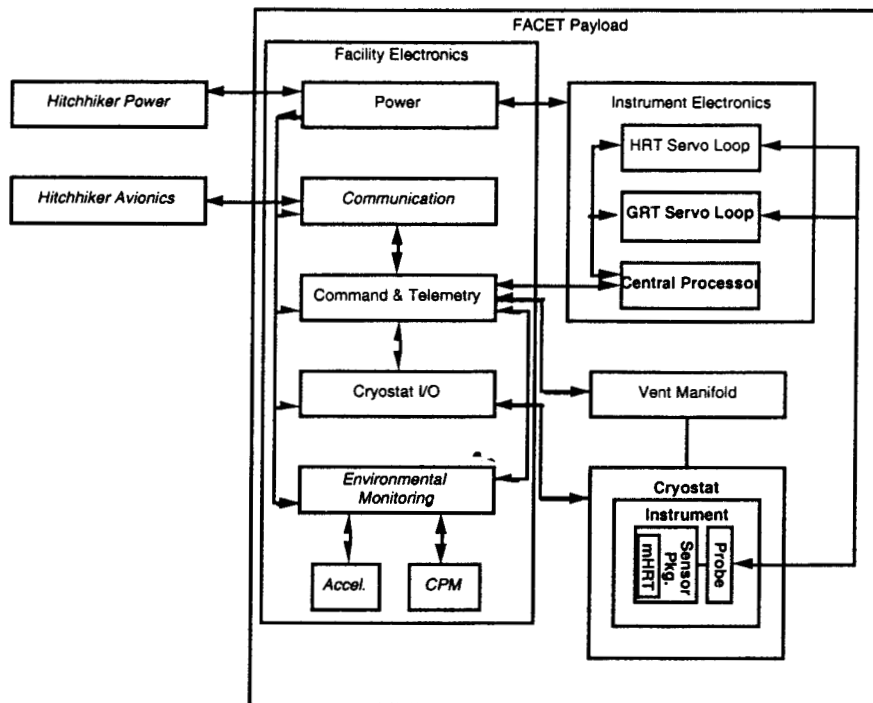 FACET Payload
Facility Electronics
Hitchhiker Power
Power
Instrument Electronics
HRT Servo Loop
Hitchhiker Avionics
Communication
GRT Servo Loop
Command & Telemetry
Central Processor
Cryostat I/O
Vent Manifold
Environmental
Monitoring
Cryostat
Instrument
Probe
Sensor
Pkg.
mHRT
Accel.
CPM